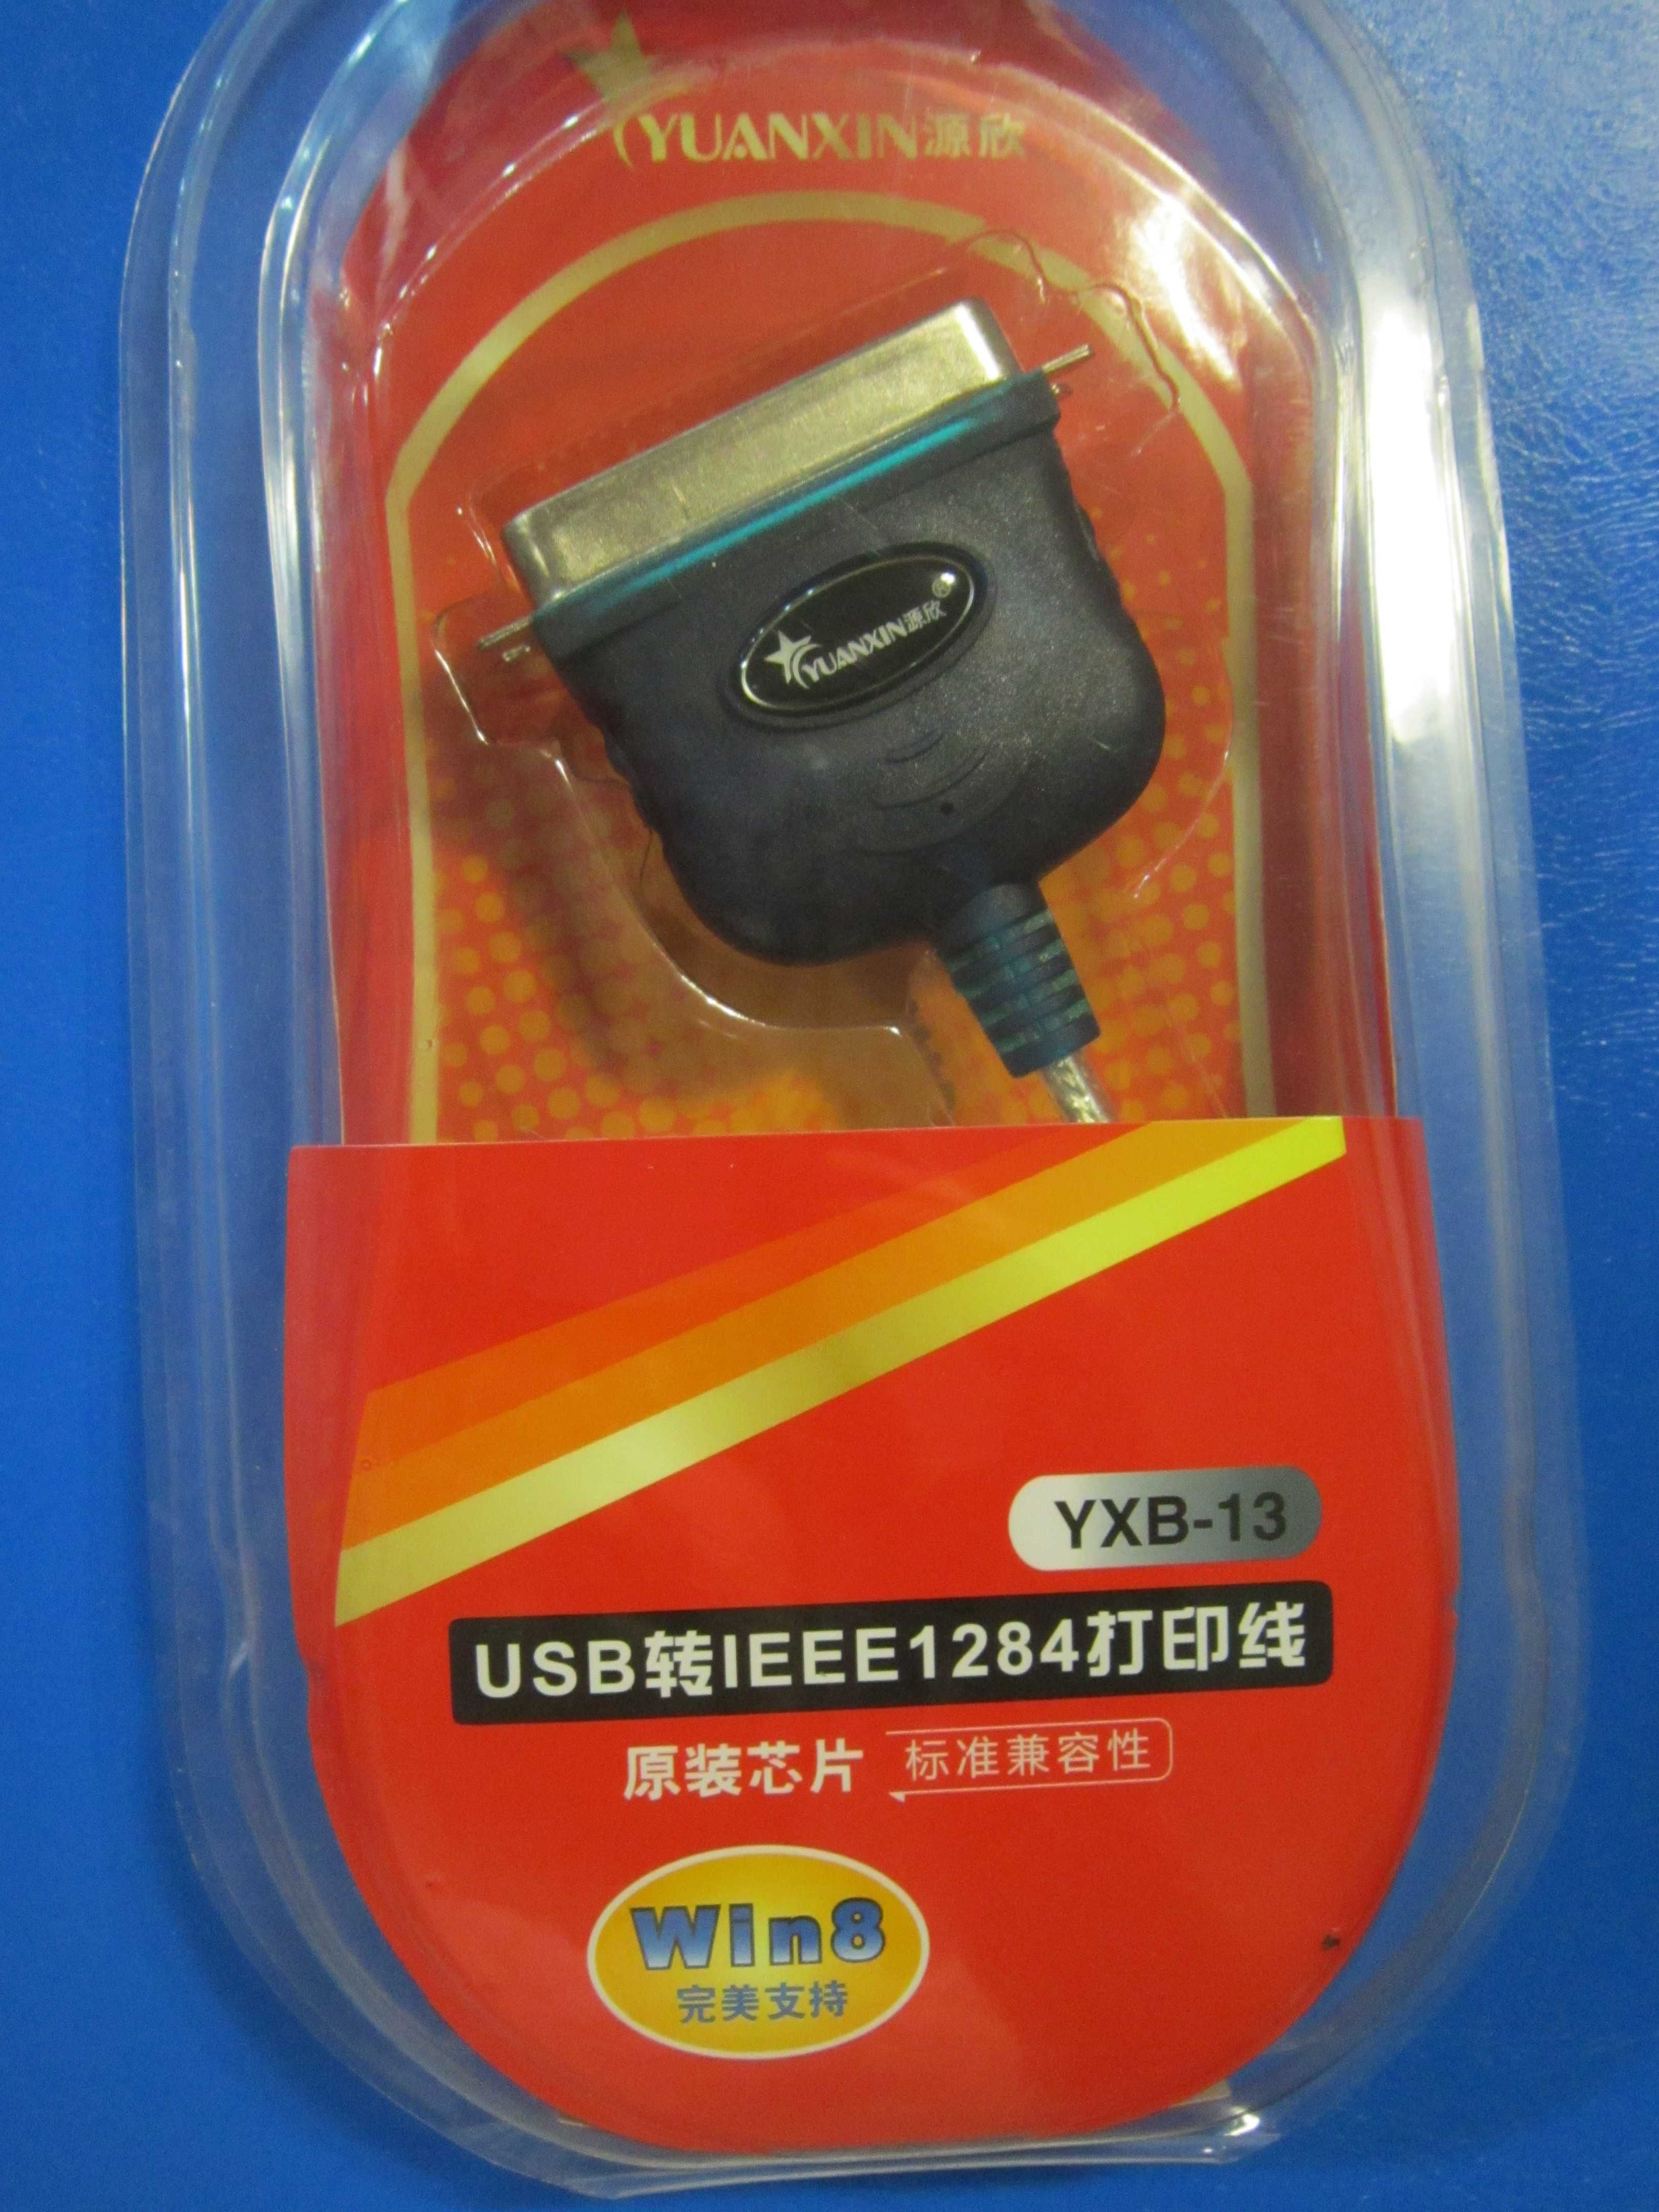 YUANXIN源欣
YUANXIN源欣®
YXB-13
USB转IEEE1284打印线
原装芯片 标准兼容性
Win8
完美支持